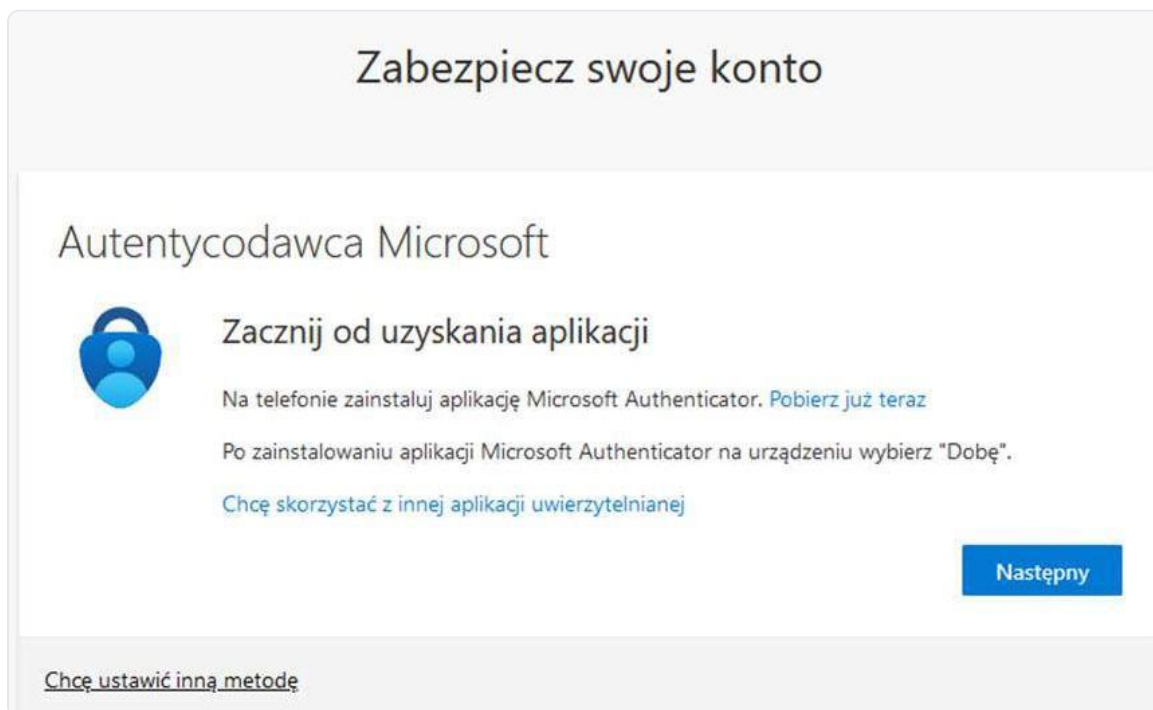 Zabezpiecz swoje konto
Autentycodawca Microsoft
Zacznij od uzyskania aplikacji
Na telefonie zainstaluj aplikację Microsoft Authenticator. Pobierz już teraz
Po zainstalowaniu aplikacji Microsoft Authenticator na urządzeniu wybierz "Dobę".
Chcę skorzystać z innej aplikacji uwierzytelnianej
Następny
Chcę ustawić inną metodę